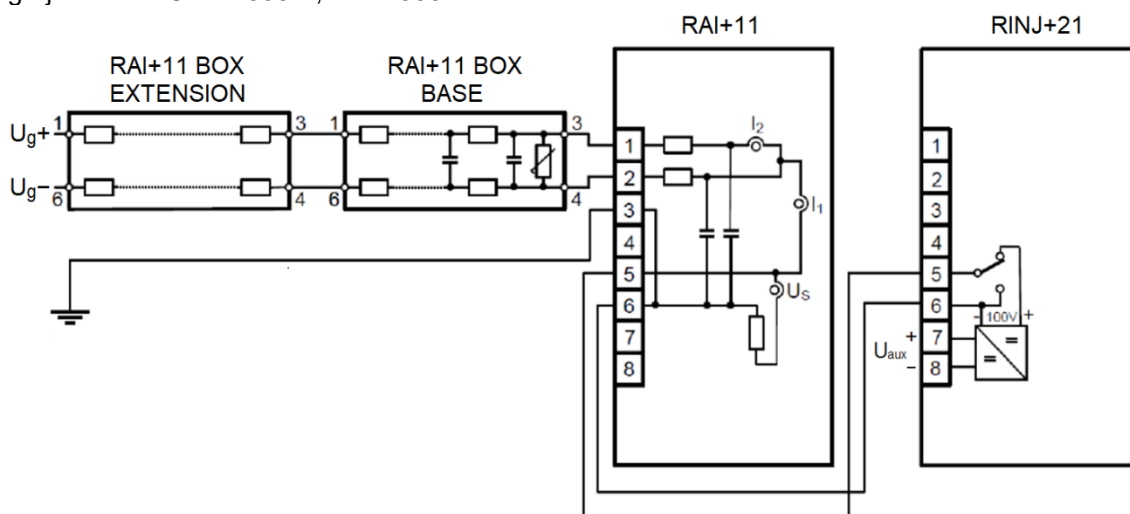 RAI+11
RINJ+21
RAI+11 BOX
EXTENSION
RAI+11 BOX
BASE
Ug+
1
3
1
3
Ug−
6
4
6
4
1
2
3
4
5
6
7
8
I2
I1
US
1
2
3
4
5
6
7
8
- 100V +
Uaux
+
−
=
=